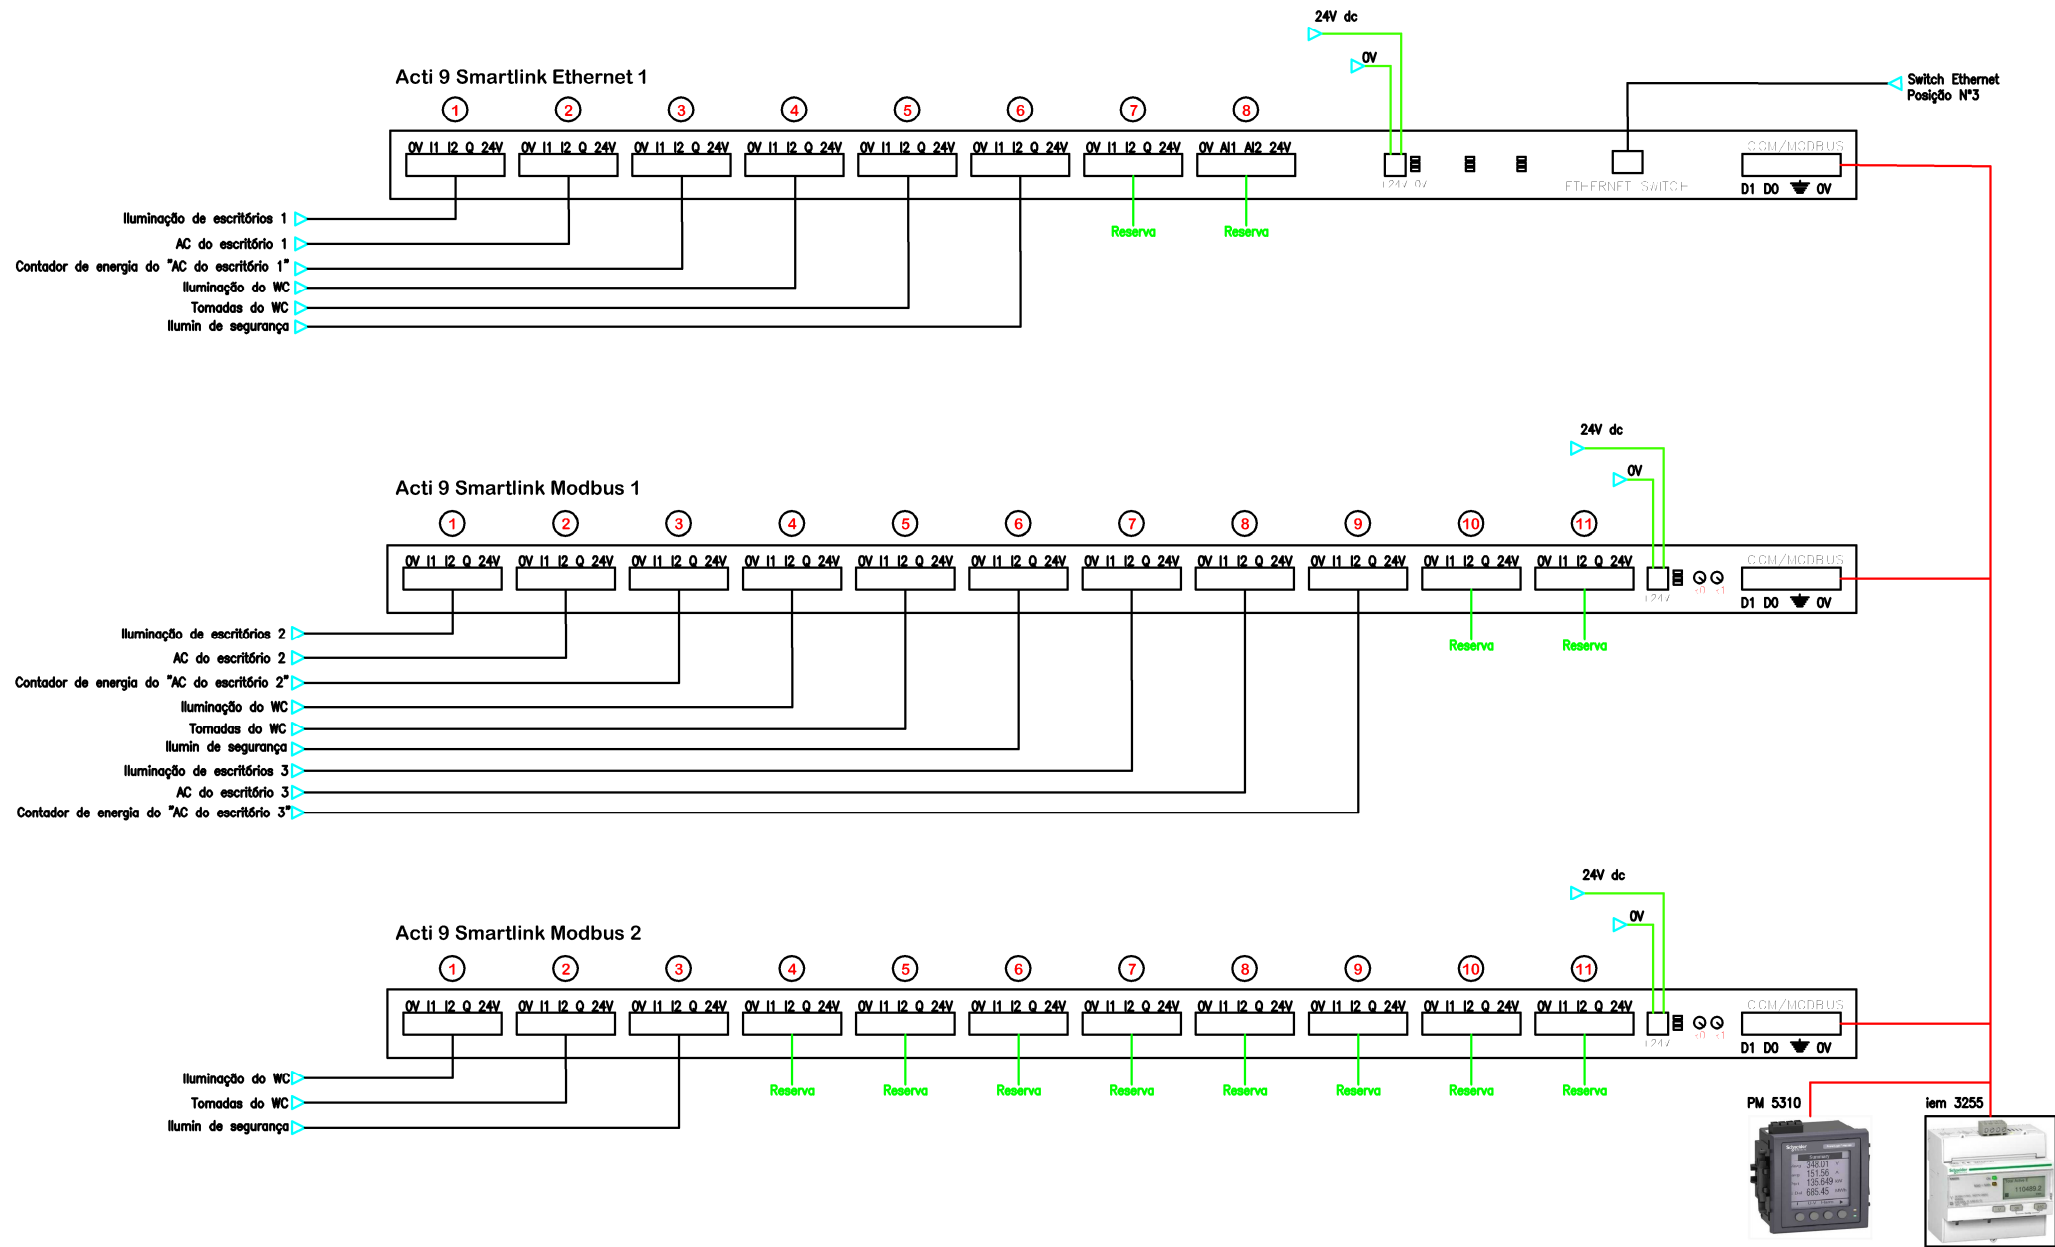 24V dc
0V
Switch Ethernet
Posição N°3
Acti 9 Smartlink Ethernet 1
1 2 3 4 5 6 7 8
0V I1 I2 Q 24V 0V I1 I2 Q 24V 0V I1 I2 Q 24V 0V I1 I2 Q 24V 0V I1 I2 Q 24V 0V I1 I2 Q 24V 0V I1 I2 Q 24V 0V AI1 AI2 24V
COM/MODBUS
ETHERNET SWITCH
D1 D0 0V
Iluminação de escritórios 1
AC do escritório 1
Contador de energia do "AC do escritório 1"
Iluminação do WC
Tomadas do WC
Ilumin de segurança
Reserva Reserva
24V dc
0V
Acti 9 Smartlink Modbus 1
1 2 3 4 5 6 7 8 9 10 11
0V I1 I2 Q 24V 0V I1 I2 Q 24V 0V I1 I2 Q 24V 0V I1 I2 Q 24V 0V I1 I2 Q 24V 0V I1 I2 Q 24V 0V I1 I2 Q 24V 0V I1 I2 Q 24V 0V I1 I2 Q 24V 0V I1 I2 Q 24V 0V I1 I2 Q 24V
COM/MODBUS
D1 D0 0V
Iluminação de escritórios 2
AC do escritório 2
Contador de energia do "AC do escritório 2"
Iluminação do WC
Tomadas do WC
Ilumin de segurança
Iluminação de escritórios 3
AC do escritório 3
Contador de energia do "AC do escritório 3"
Reserva Reserva
24V dc
0V
Acti 9 Smartlink Modbus 2
1 2 3 4 5 6 7 8 9 10 11
0V I1 I2 Q 24V 0V I1 I2 Q 24V 0V I1 I2 Q 24V 0V I1 I2 Q 24V 0V I1 I2 Q 24V 0V I1 I2 Q 24V 0V I1 I2 Q 24V 0V I1 I2 Q 24V 0V I1 I2 Q 24V 0V I1 I2 Q 24V 0V I1 I2 Q 24V
COM/MODBUS
D1 D0 0V
Iluminação do WC
Tomadas do WC
Ilumin de segurança
Reserva Reserva Reserva Reserva Reserva Reserva Reserva Reserva
PM 5310
iem 3255
Schneider
Summary
348.01
151.56
135.649
685.45
110489.2